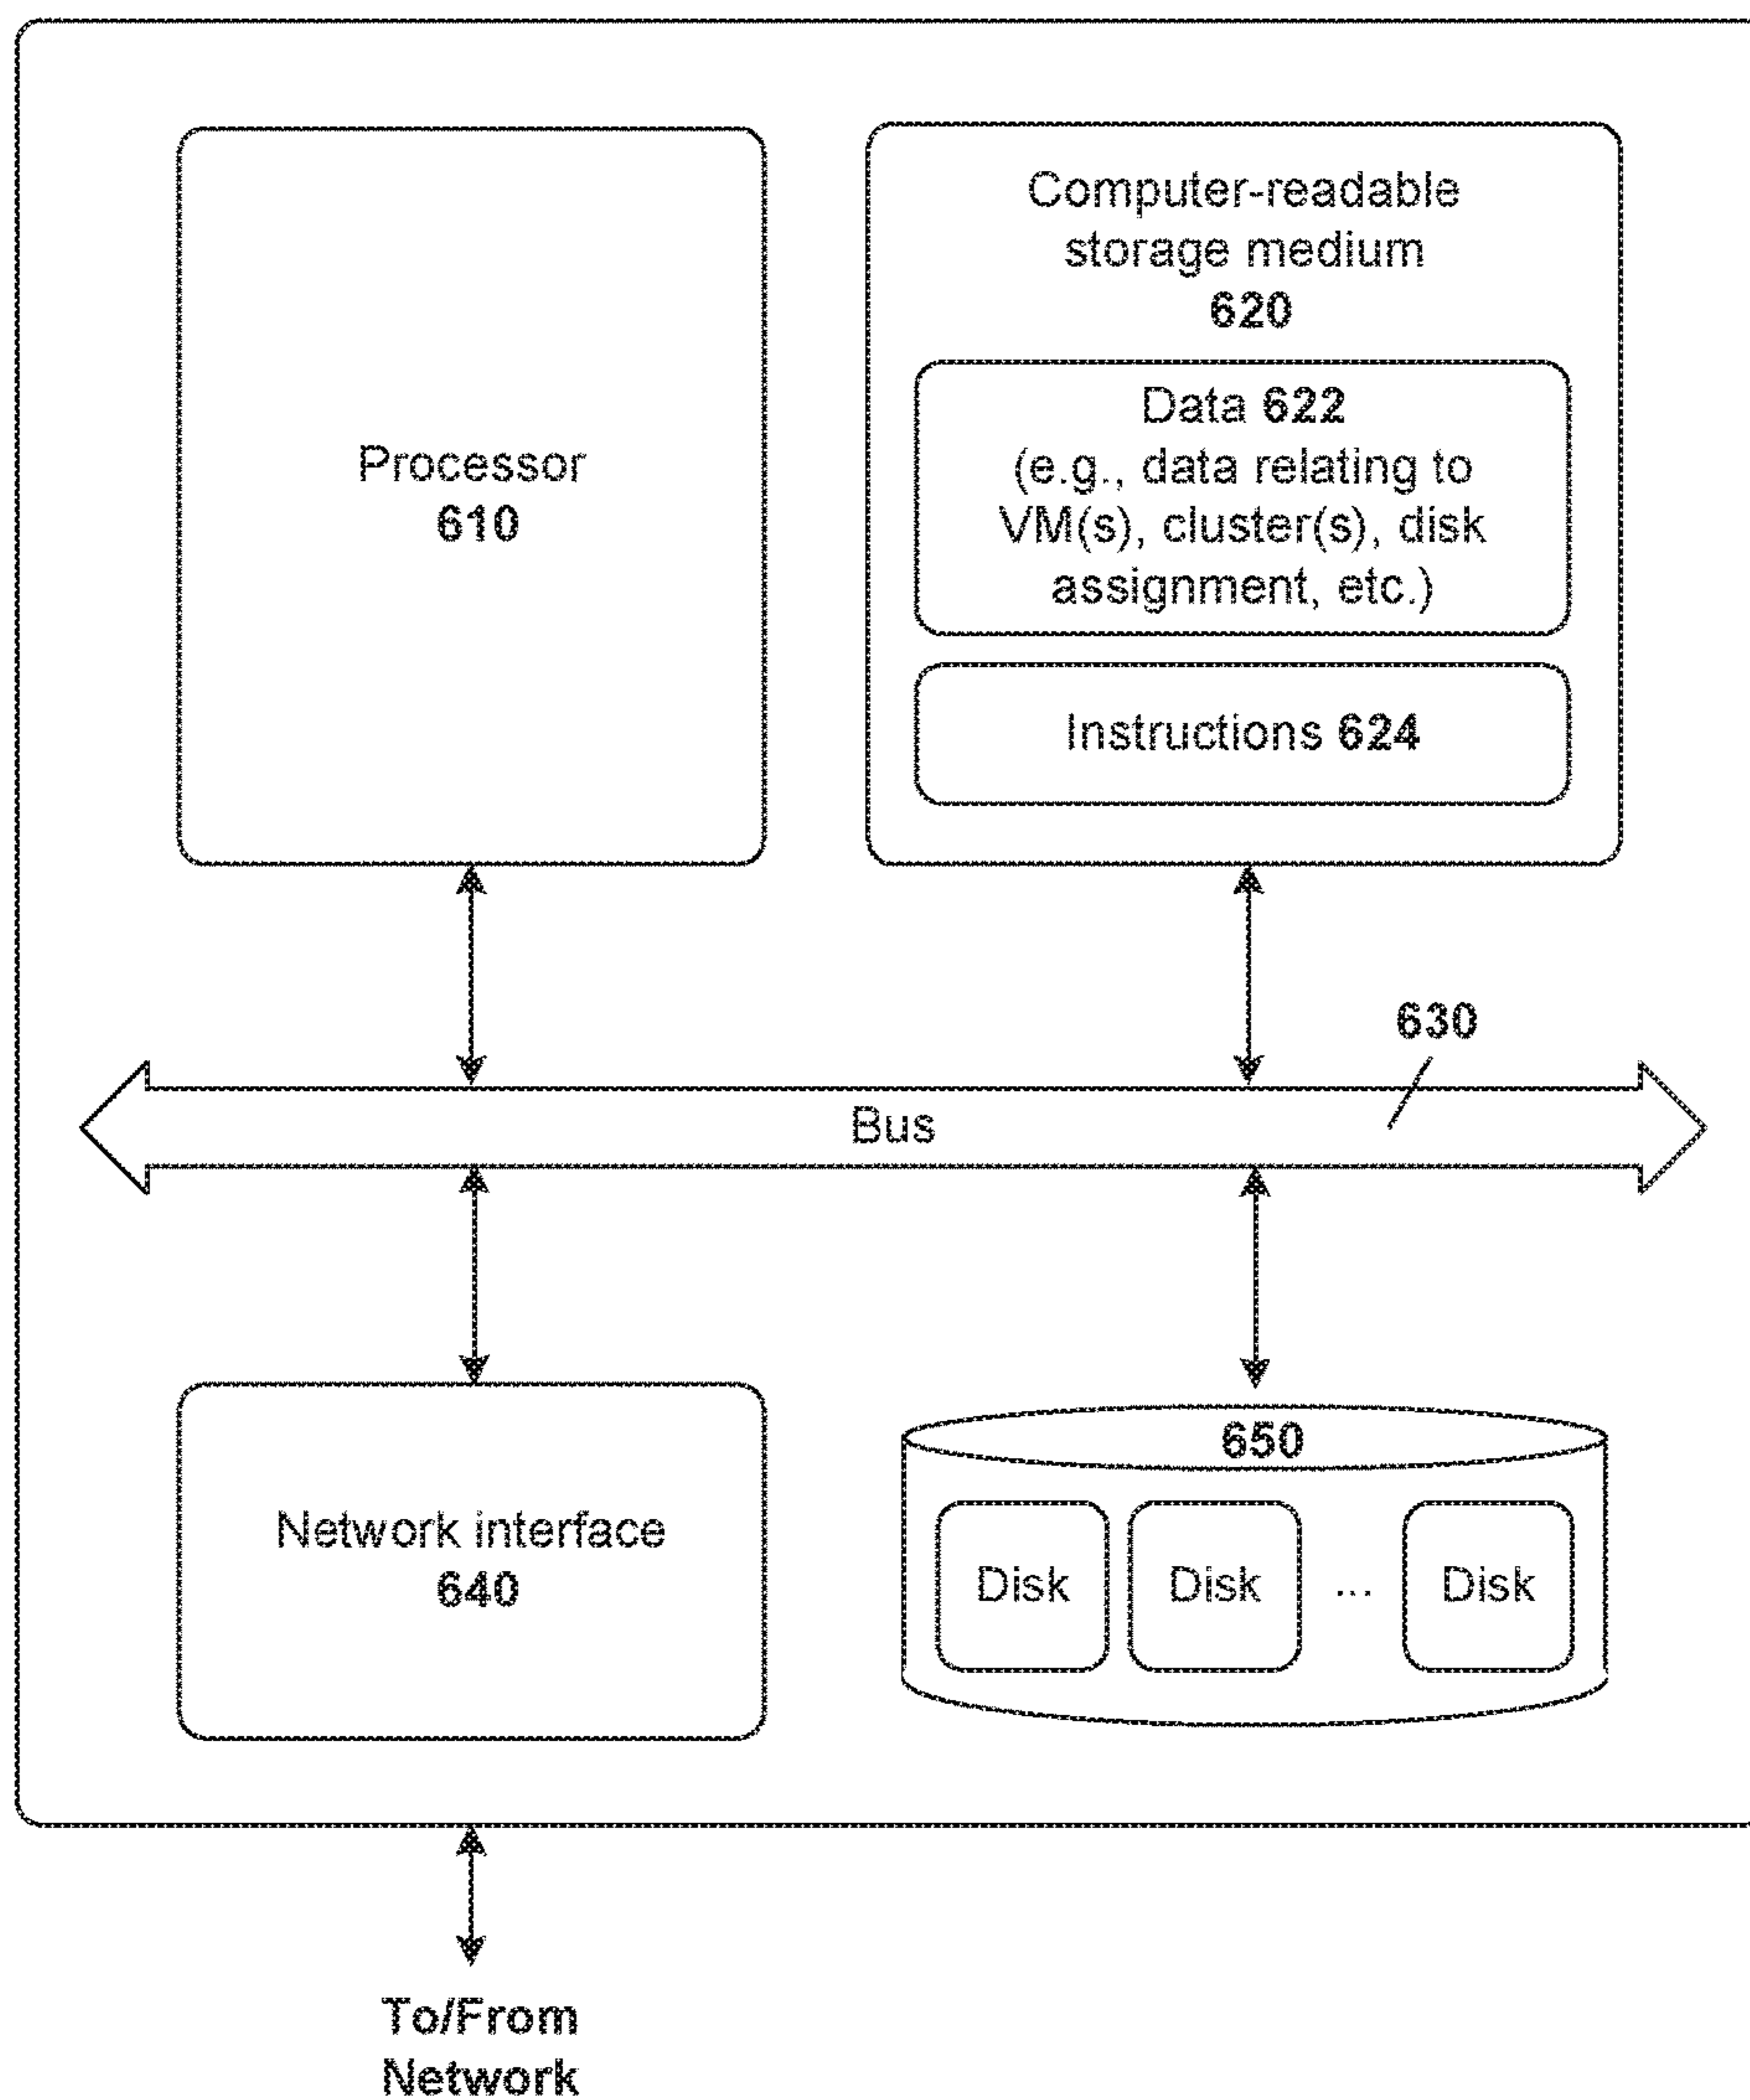 Processor
610
Computer-readable
storage medium
620
Data 622
(e.g., data relating to
VM(s), cluster(s), disk
assignment, etc.)
Instructions 624
630
Bus
Network interface
640
650
Disk
Disk
...
Disk
To/From
Network